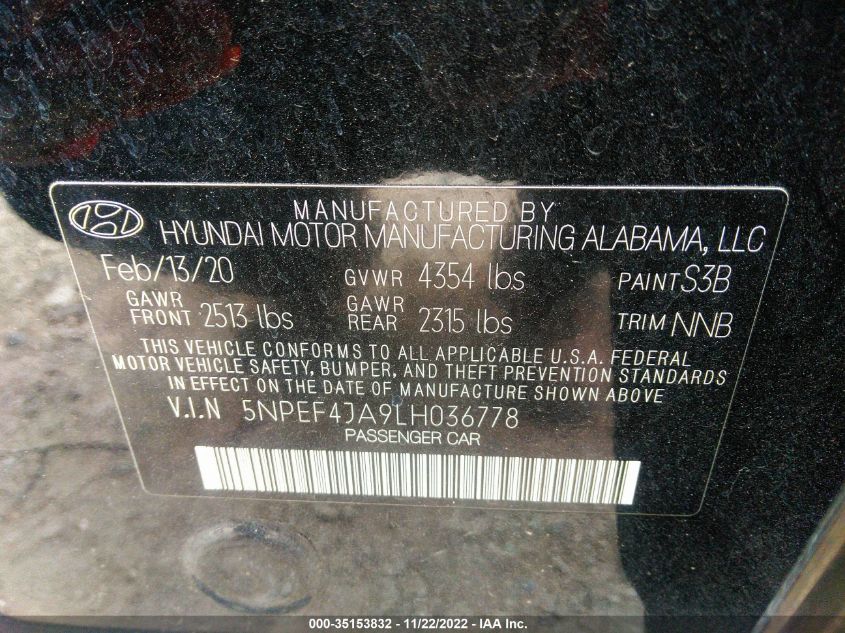 MANUFACTURED BY
HYUNDAI MOTOR MANUFACTURING ALABAMA, LLC
Feb/13/20 GVWR 4354 lbs PAINT S3B
GAWR FRONT 2513 lbs GAWR REAR 2315 lbs TRIM NNB
THIS VEHICLE CONFORMS TO ALL APPLICABLE U.S.A. FEDERAL
MOTOR VEHICLE SAFETY, BUMPER, AND THEFT PREVENTION STANDARDS
IN EFFECT ON THE DATE OF MANUFACTURE SHOWN ABOVE
V.I.N 5NPEF4JA9LH036778
PASSENGER CAR
000-35153832 - 11/22/2022 - IAA Inc.